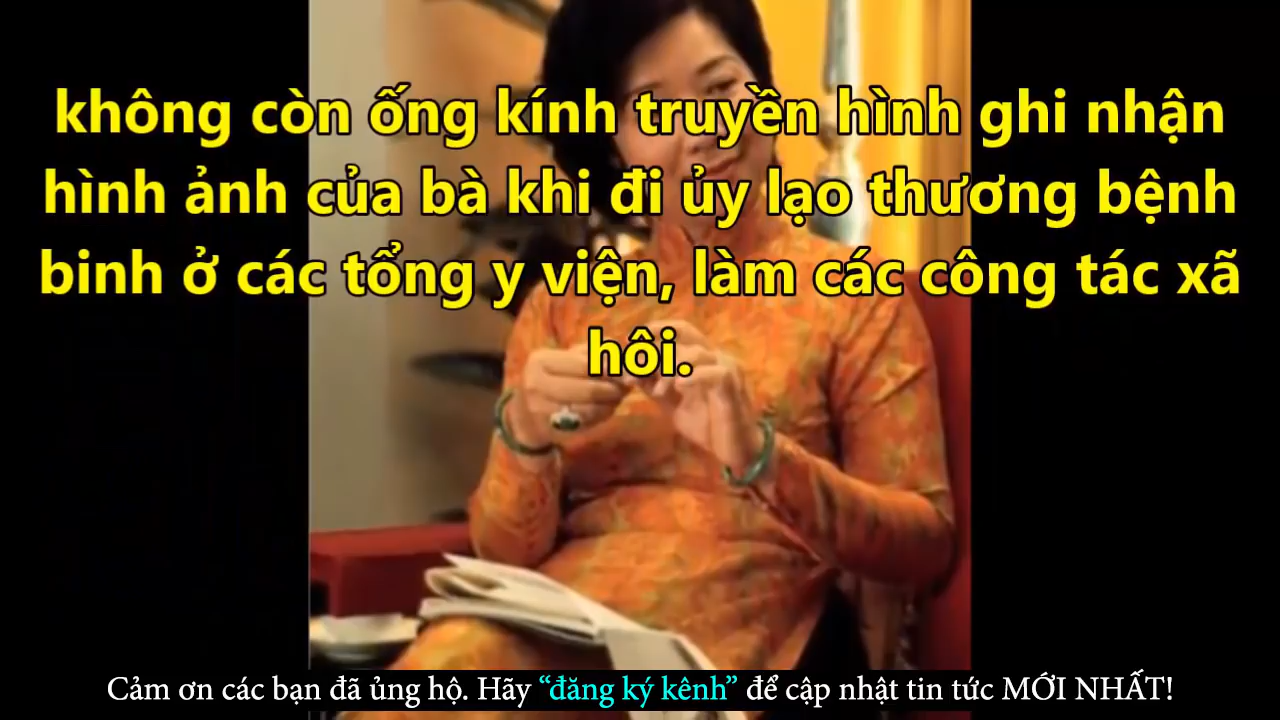 không còn ống kính truyền hình ghi nhận
hình ảnh của bà khi đi ủy lạo thương bệnh
binh ở các tổng y viện, làm các công tác xã
hôi.
Cảm ơn các bạn đã ủng hộ. Hãy “đăng ký kênh” để cập nhật tin tức MỚI NHẤT!